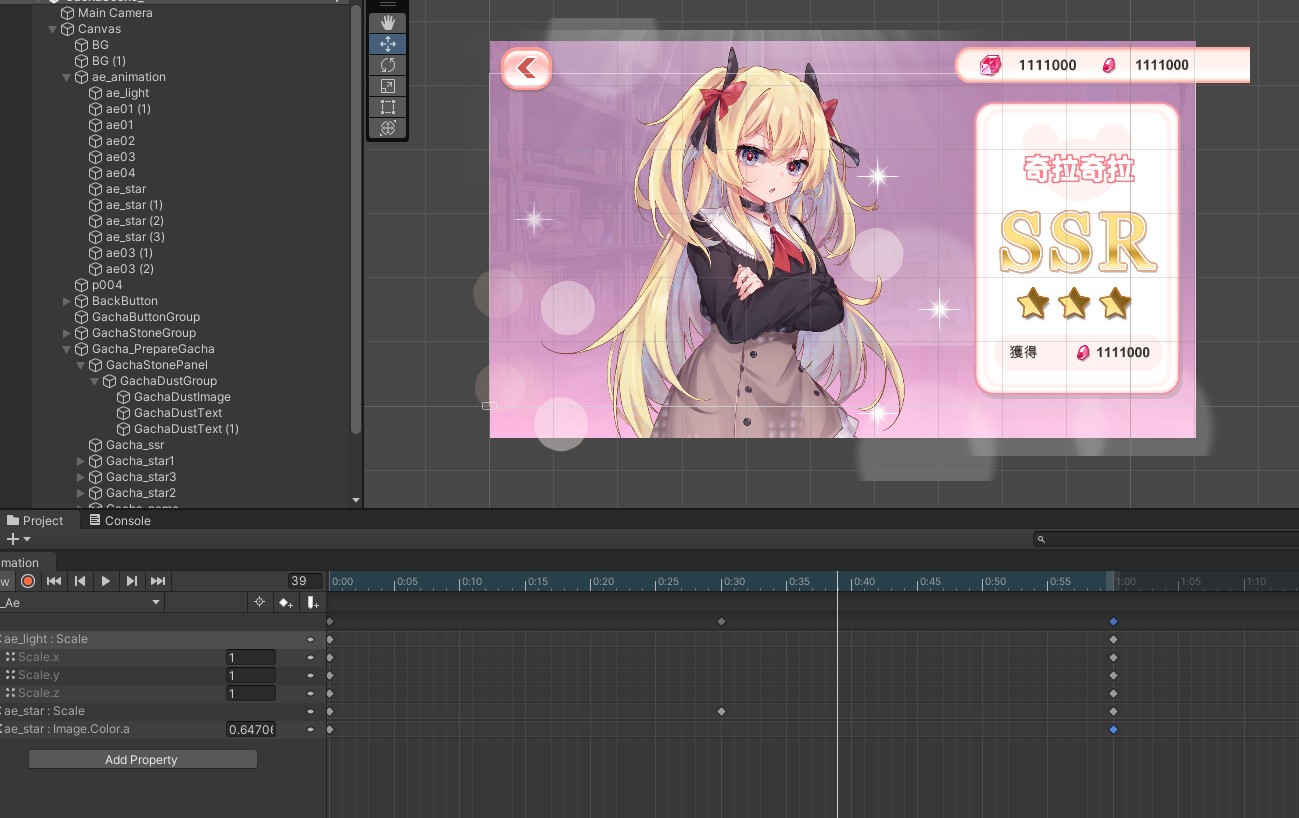 Main Camera
Canvas
BG
BG (1)
ae_animation
ae_light
ae01 (1)
ae01
ae02
ae03
ae04
ae_star
ae_star (1)
ae_star (2)
ae_star (3)
ae03 (1)
ae03 (2)
p004
BackButton
GachaButtonGroup
GachaStoneGroup
Gacha_PrepareGacha
GachaStonePanel
GachaDustGroup
GachaDustImage
GachaDustText
GachaDustText (1)
Gacha_ssr
Gacha_star1
Gacha_star3
Gacha_star2
1111000 1111000
奇拉奇拉
SSR
獲得 1111000
Project Console
mation
w 39 0:00 0:05 0:10 0:15 0:20 0:25 0:30 0:35 0:40 0:45 0:50 0:55 1:00 1:05 1:10
_Ae
ae_light : Scale
Scale.x 1
Scale.y 1
Scale.z 1
ae_star : Scale
ae_star : Image.Color.a 0.6470
Add Property